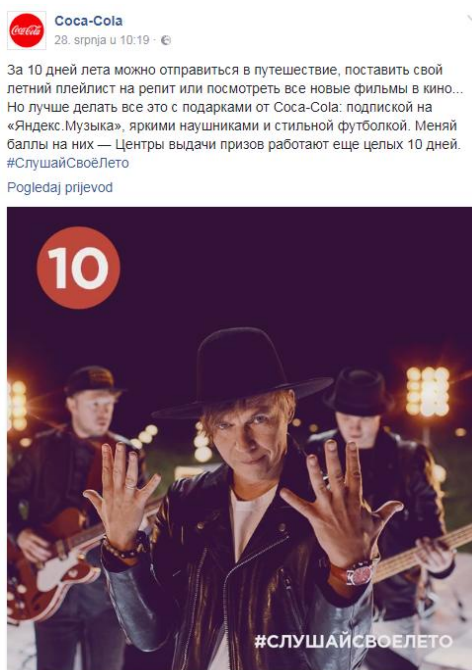 Coca-Cola
Coca-Cola
28. srpnja u 10:19 ·
За 10 дней лета можно отправиться в путешествие, поставить свой
летний плейлист на репит или посмотреть все новые фильмы в кино...
Но лучше делать все это с подарками от Coca-Cola: подпиской на
«Яндекс.Музыка», яркими наушниками и стильной футболкой. Меняй
баллы на них — Центры выдачи призов работают еще целых 10 дней.
#СлушайСвоёЛето
Pogledaj prijevod
10
#СЛУШАЙСВОЕЛЕТО